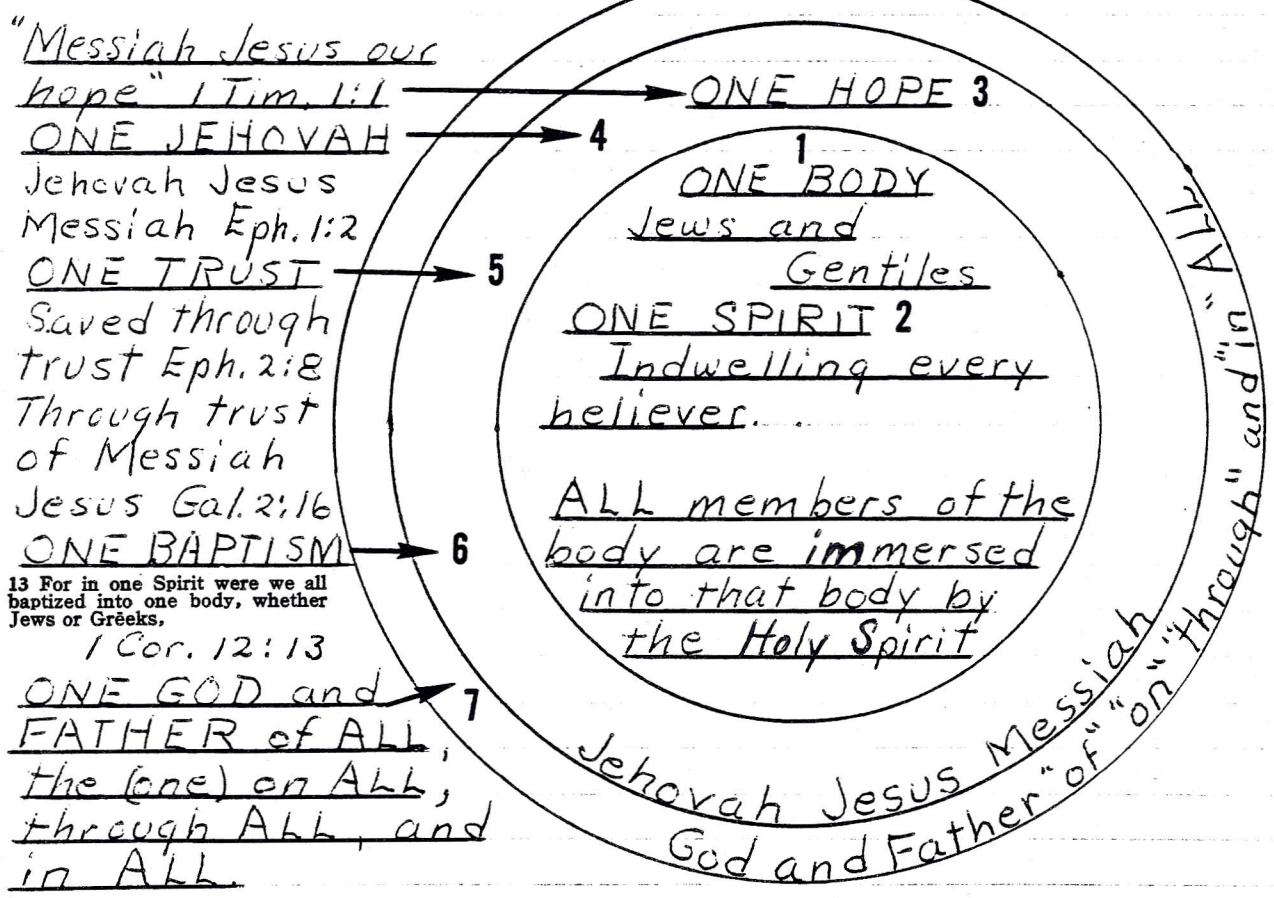 "Messiah Jesus our
hope" 1 Tim. 1:1
ONE JEHOVAH
Jehovah Jesus
Messiah Eph. 1:2
ONE TRUST
Saved through
trust Eph. 2:8
Through trust
of Messiah
Jesus Gal. 2:16
ONE BAPTISM
13 For in one Spirit were we all
baptized into one body, whether
Jews or Grēeks,
1 Cor. 12:13
ONE GOD and
FATHER of ALL,
the (one) on ALL,
through ALL, and
in ALL.
ONE HOPE 3
4
1
ONE BODY
Jews and
Gentiles
5
ONE SPIRIT 2
Indwelling every
believer. . .
ALL members of the
body are immersed
into that body by
the Holy Spirit
6
7
Jehovah Jesus Messiah
God and Father "of" "on" "through" and "in" ALL